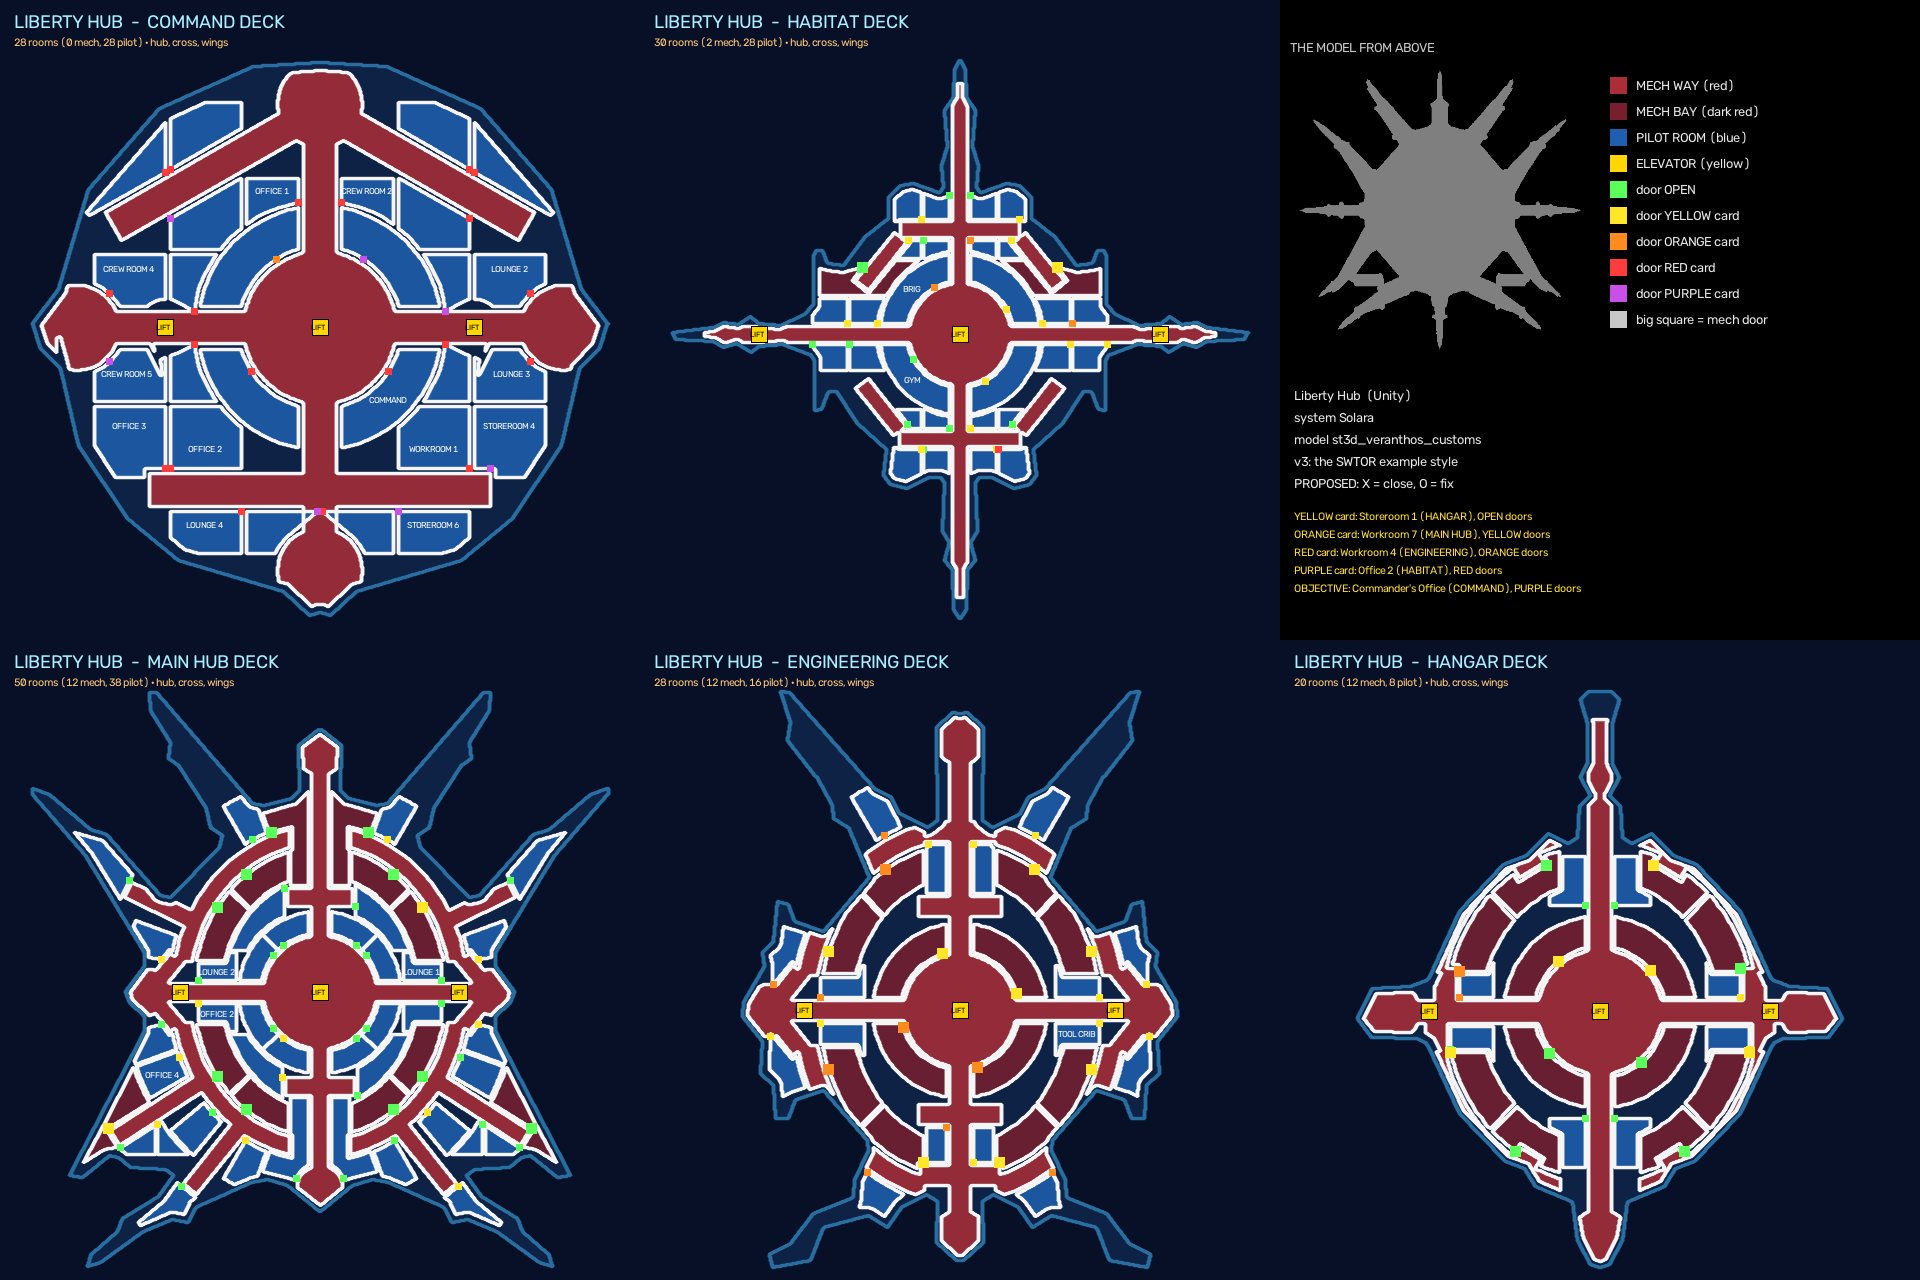 LIBERTY HUB - COMMAND DECK
28 rooms (0 mech, 28 pilot) • hub, cross, wings
OFFICE 1
CREW ROOM 2
CREW ROOM 4
LOUNGE 2
LIFT
LIFT
LIFT
CREW ROOM 5
LOUNGE 3
COMMAND
OFFICE 3
STOREROOM 4
OFFICE 2
WORKROOM 1
LOUNGE 4
STOREROOM 6
LIBERTY HUB - HABITAT DECK
30 rooms (2 mech, 28 pilot) • hub, cross, wings
BRIG
LIFT
LIFT
LIFT
GYM
THE MODEL FROM ABOVE
MECH WAY (red)
MECH BAY (dark red)
PILOT ROOM (blue)
ELEVATOR (yellow)
door OPEN
door YELLOW card
door ORANGE card
door RED card
door PURPLE card
big square = mech door
Liberty Hub (Unity)
system Solara
model st3d_veranthos_customs
v3: the SWTOR example style
PROPOSED: X = close, O = fix
YELLOW card: Storeroom 1 (HANGAR), OPEN doors
ORANGE card: Workroom 7 (MAIN HUB), YELLOW doors
RED card: Workroom 4 (ENGINEERING), ORANGE doors
PURPLE card: Office 2 (HABITAT), RED doors
OBJECTIVE: Commander's Office (COMMAND), PURPLE doors
LIBERTY HUB - MAIN HUB DECK
50 rooms (12 mech, 38 pilot) • hub, cross, wings
LOUNGE 2
LOUNGE 1
LIFT
LIFT
LIFT
OFFICE 2
OFFICE 4
LIBERTY HUB - ENGINEERING DECK
28 rooms (12 mech, 16 pilot) • hub, cross, wings
LIFT
LIFT
LIFT
TOOL CRIB
LIBERTY HUB - HANGAR DECK
20 rooms (12 mech, 8 pilot) • hub, cross, wings
LIFT
LIFT
LIFT